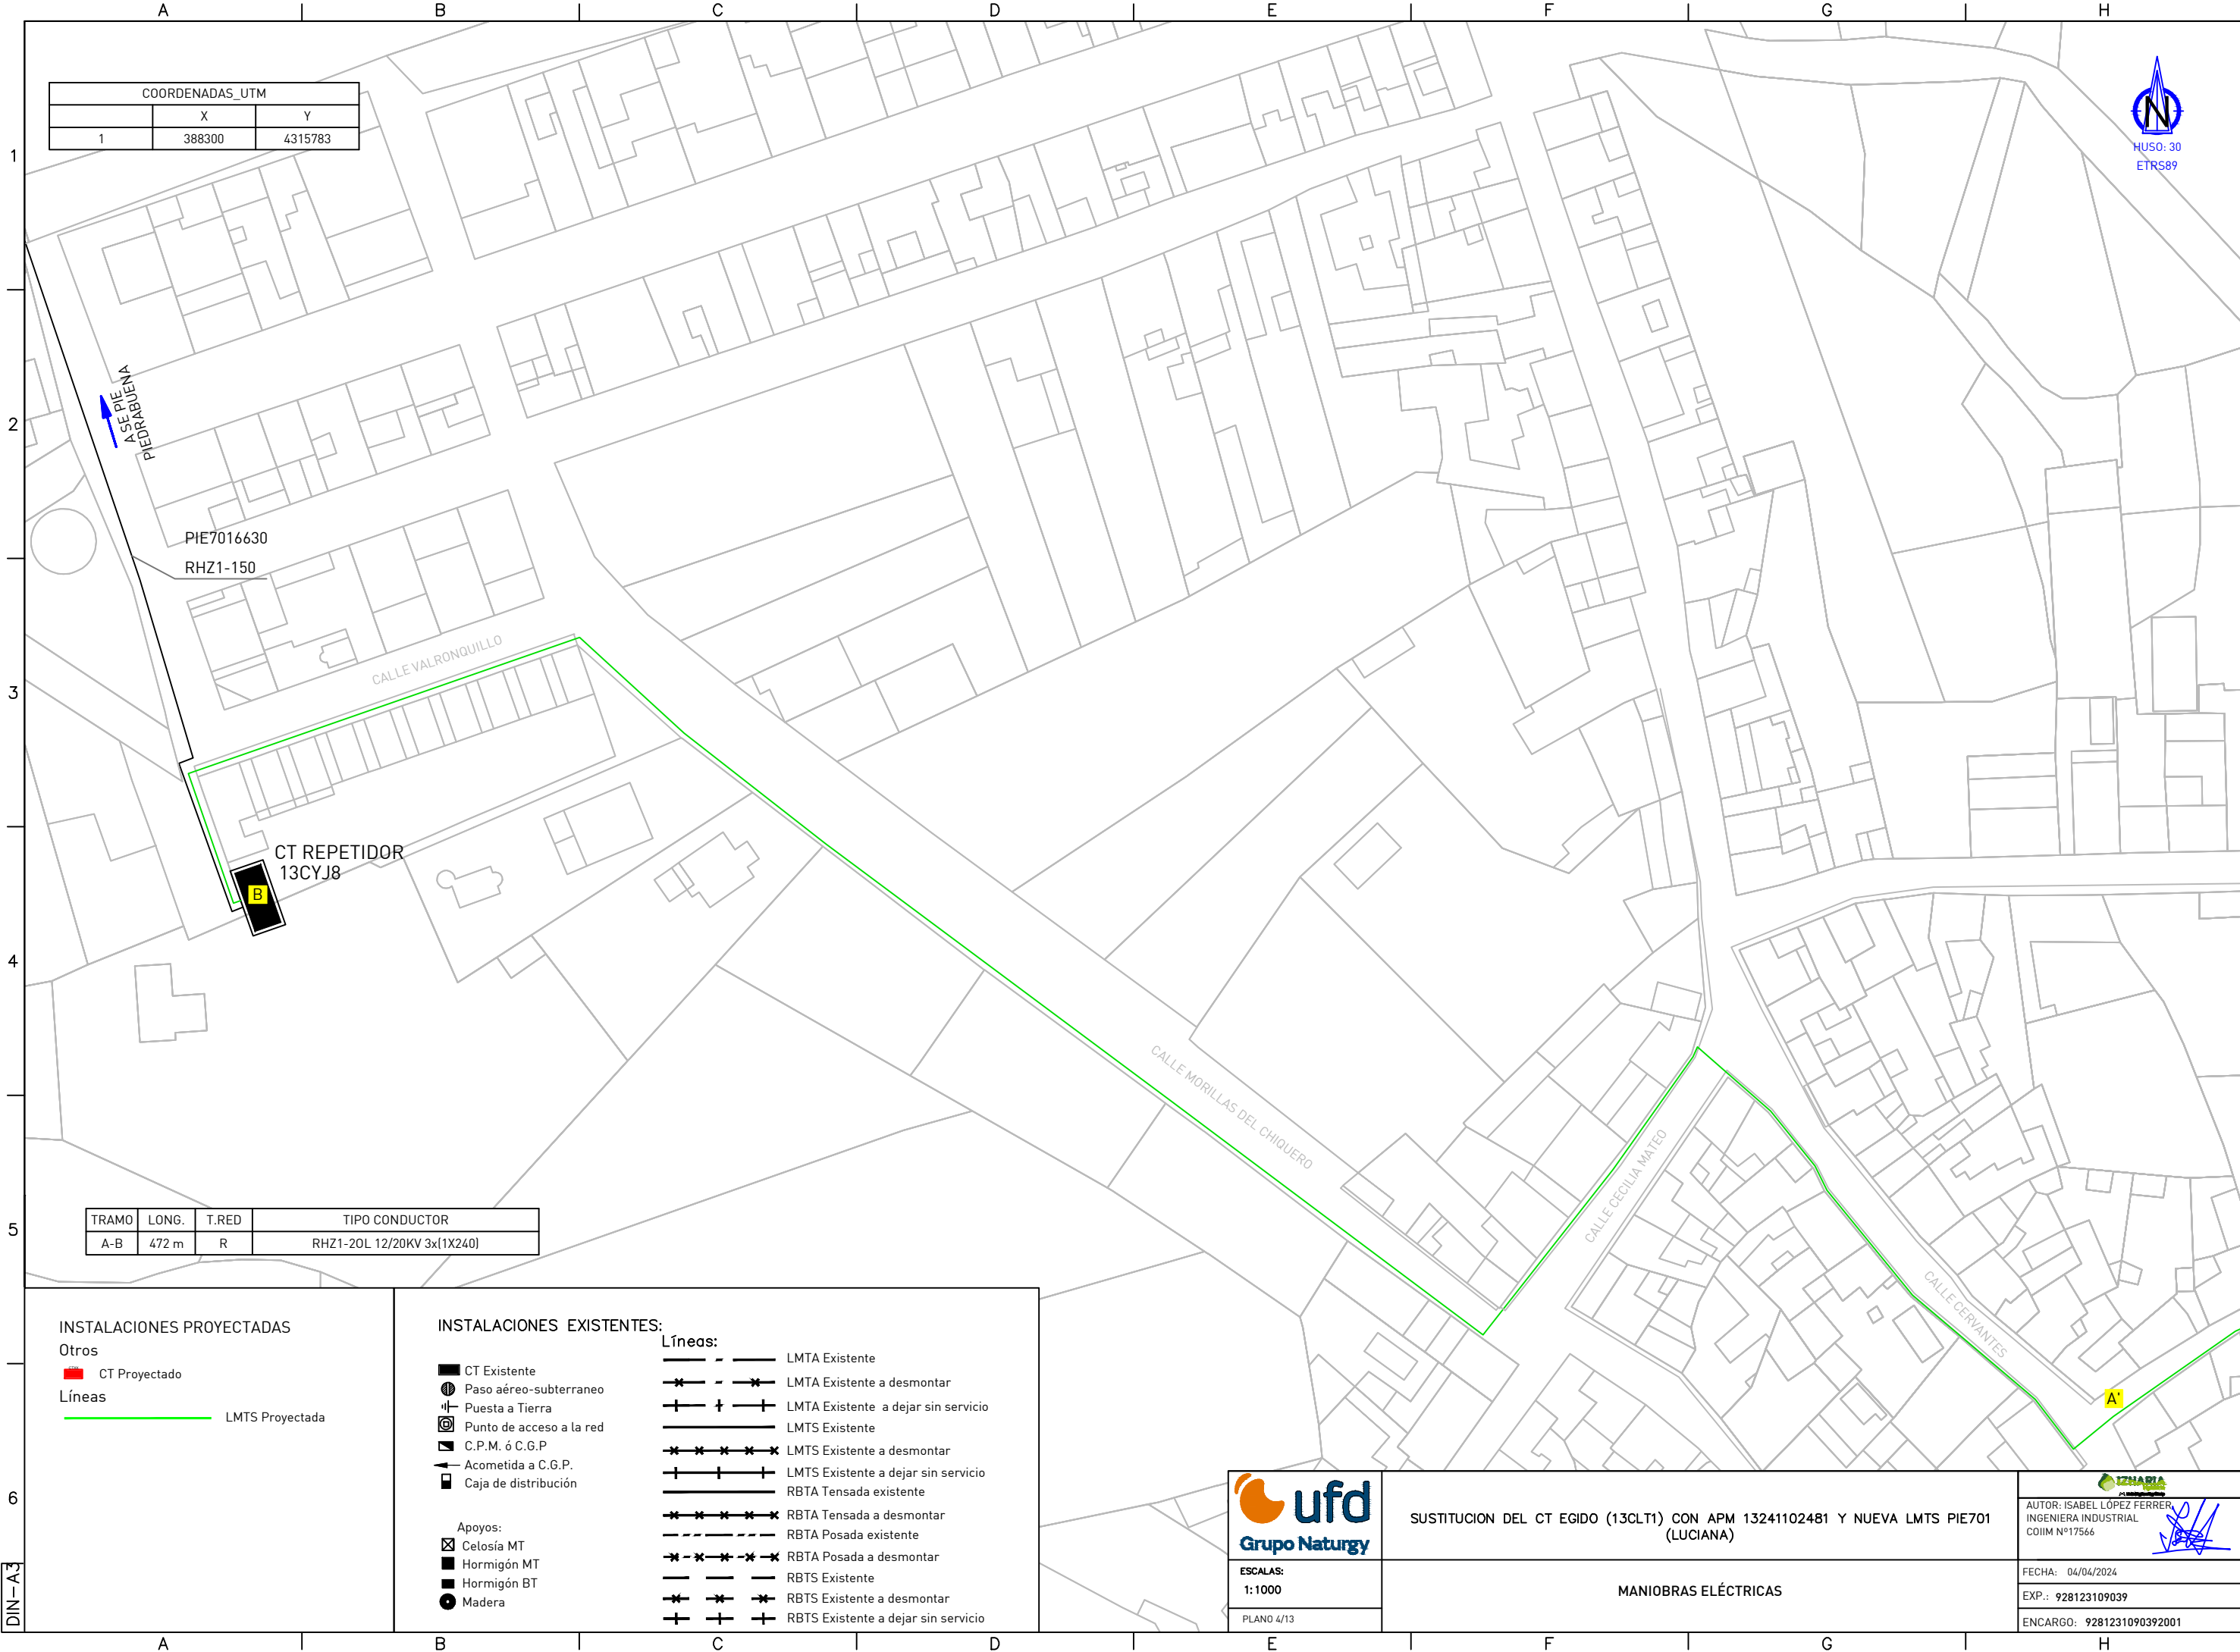 A B C D E F G H
1
2
3
4
5
6
DIN-A3
COORDENADAS_UTM
X Y
1 388300 4315783
N
HUSO: 30
ETRS89
A SE PIE
PIEDRABUENA
PIE7016630
RHZ1-150
CALLE VALRONQUILLO
CT REPETIDOR
13CYJ8
B
CALLE MORILLAS DEL CHIQUERO
CALLE CECILIA MATEO
CALLE CERVANTES
A'
TRAMO LONG. T.RED TIPO CONDUCTOR
A-B 472 m R RHZ1-2OL 12/20KV 3x(1X240)
INSTALACIONES PROYECTADAS
Otros
CT Proyectado
Líneas
LMTS Proyectada
INSTALACIONES EXISTENTES:
CT Existente
Paso aéreo-subterraneo
Puesta a Tierra
Punto de acceso a la red
C.P.M. ó C.G.P
Acometida a C.G.P.
Caja de distribución
Apoyos:
Celosía MT
Hormigón MT
Hormigón BT
Madera
Líneas:
LMTA Existente
LMTA Existente a desmontar
LMTA Existente a dejar sin servicio
LMTS Existente
LMTS Existente a desmontar
LMTS Existente a dejar sin servicio
RBTA Tensada existente
RBTA Tensada a desmontar
RBTA Posada existente
RBTA Posada a desmontar
RBTS Existente
RBTS Existente a desmontar
RBTS Existente a dejar sin servicio
ufd
Grupo Naturgy
ESCALAS:
1:1000
PLANO 4/13
SUSTITUCION DEL CT EGIDO (13CLT1) CON APM 13241102481 Y NUEVA LMTS PIE701
(LUCIANA)
MANIOBRAS ELÉCTRICAS
IZHARIA
AUTOR: ISABEL LÓPEZ FERRER
INGENIERA INDUSTRIAL
COIIM Nº17566
FECHA: 04/04/2024
EXP.: 928123109039
ENCARGO: 9281231090392001
A B C D E F G H